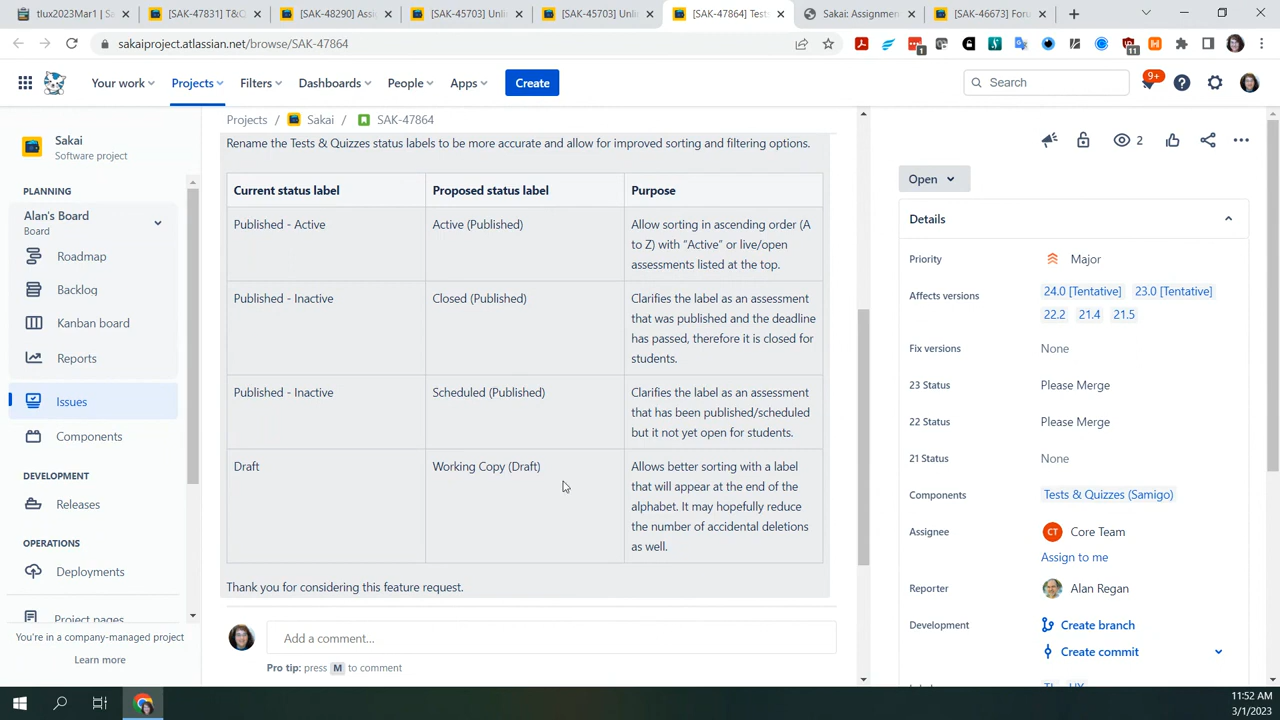 tlux2023Mar1 | Sa
[SAK-47831] T&Q
[SAK-48290] Assig
[SAK-45703] Unli
[SAK-45703] Unli
[SAK-47864] Tests
Sakai: Assignmen
[SAK-46673] Foru
sakaiproject.atlassian.net/browse/SAK-47864
1
11
Your work
Projects
Filters
Dashboards
People
Apps
Create
Search
9+
Sakai
Software project
PLANNING
Alan's Board
Board
Roadmap
Backlog
Kanban board
Reports
Issues
Components
DEVELOPMENT
Releases
OPERATIONS
Deployments
Project pages
You're in a company-managed project
Learn more
Projects / Sakai / SAK-47864
Rename the Tests & Quizzes status labels to be more accurate and allow for improved sorting and filtering options.
Current status label
Proposed status label
Purpose
Published - Active
Active (Published)
Allow sorting in ascending order (A
to Z) with “Active” or live/open
assessments listed at the top.
Published - Inactive
Closed (Published)
Clarifies the label as an assessment
that was published and the deadline
has passed, therefore it is closed for
students.
Published - Inactive
Scheduled (Published)
Clarifies the label as an assessment
that has been published/scheduled
but it not yet open for students.
Draft
Working Copy (Draft)
Allows better sorting with a label
that will appear at the end of the
alphabet. It may hopefully reduce
the number of accidental deletions
as well.
Thank you for considering this feature request.
Add a comment...
Pro tip: press M to comment
2
Open
Details
Priority
Major
Affects versions
24.0 [Tentative] 23.0 [Tentative]
22.2 21.4 21.5
Fix versions
None
23 Status
Please Merge
22 Status
Please Merge
21 Status
None
Components
Tests & Quizzes (Samigo)
Assignee
CT Core Team
Assign to me
Reporter
Alan Regan
Development
Create branch
Create commit
11:52 AM
3/1/2023